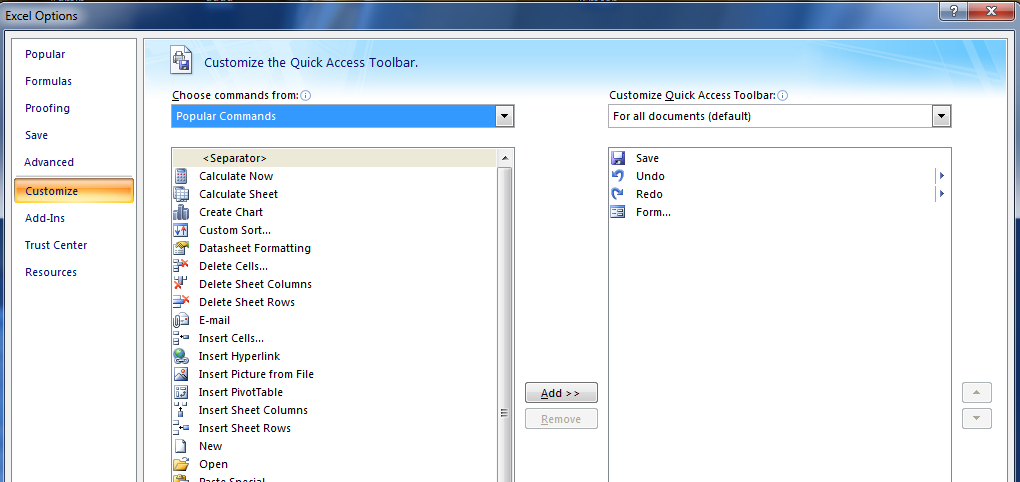 Excel Options
Popular
Formulas
Proofing
Save
Advanced
Customize
Add-Ins
Trust Center
Resources
Customize the Quick Access Toolbar.
Choose commands from:
Popular Commands
<Separator>
Calculate Now
Calculate Sheet
Create Chart
Custom Sort...
Datasheet Formatting
Delete Cells...
Delete Sheet Columns
Delete Sheet Rows
E-mail
Insert Cells...
Insert Hyperlink
Insert Picture from File
Insert PivotTable
Insert Sheet Columns
Insert Sheet Rows
New
Open
Paste Special
Add >>
Remove
Customize Quick Access Toolbar:
For all documents (default)
Save
Undo
Redo
Form...